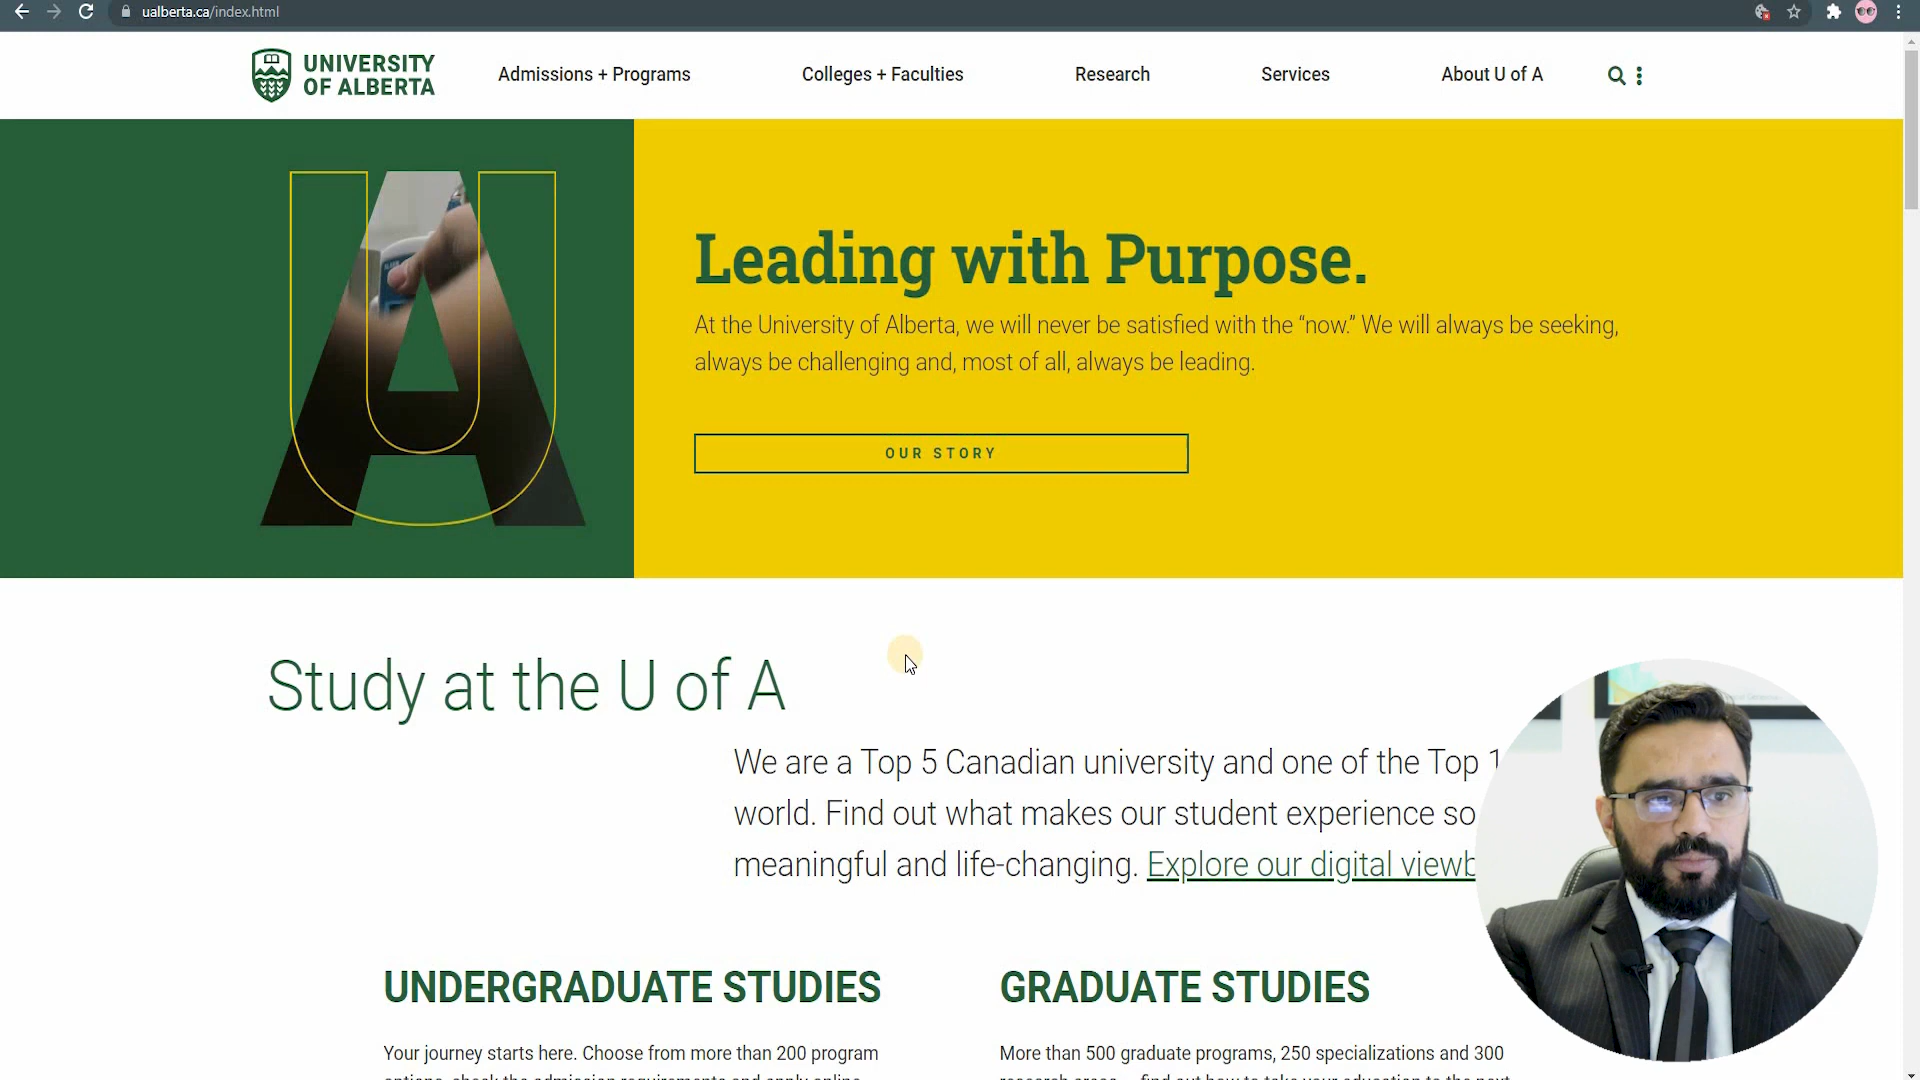 ualberta.ca/index.html
UNIVERSITY
OF ALBERTA
Admissions + Programs
Colleges + Faculties
Research
Services
About U of A
Leading with Purpose.
At the University of Alberta, we will never be satisfied with the “now.” We will always be seeking,
always be challenging and, most of all, always be leading.
OUR STORY
Study at the U of A
We are a Top 5 Canadian university and one of the Top
world. Find out what makes our student experience so
meaningful and life-changing. Explore our digital
UNDERGRADUATE STUDIES
GRADUATE STUDIES
Your journey starts here. Choose from more than 200 program
More than 500 graduate programs, 250 specializations and 300